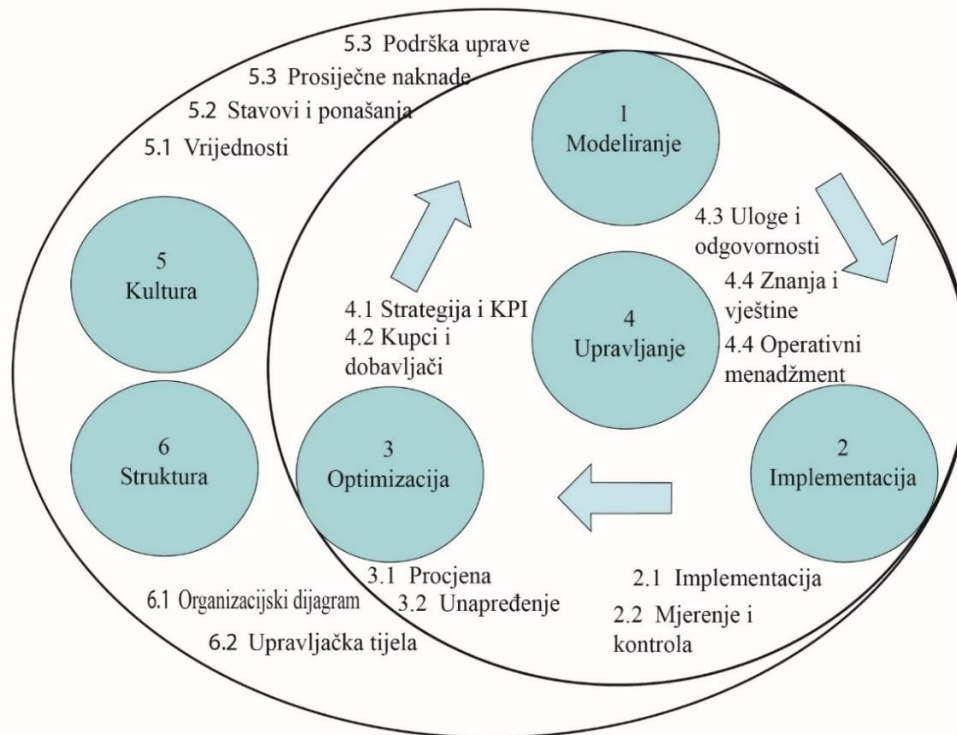 5.3 Podrška uprave
5.3 Prosiječne naknade
5.2 Stavovi i ponašanja
5.1 Vrijednosti
1
Modeliranje
4.3 Uloge i
odgovornosti
4.4 Znanja i
vještine
4.4 Operativni
menadžment
5
Kultura
4.1 Strategija i KPI
4.2 Kupci i
dobavljači
4
Upravljanje
6
Struktura
3
Optimizacija
2
Implementacija
3.1 Procjena
3.2 Unapređenje
2.1 Implementacija
2.2 Mjerenje i
kontrola
6.1 Organizacijski dijagram
6.2 Upravljačka tijela